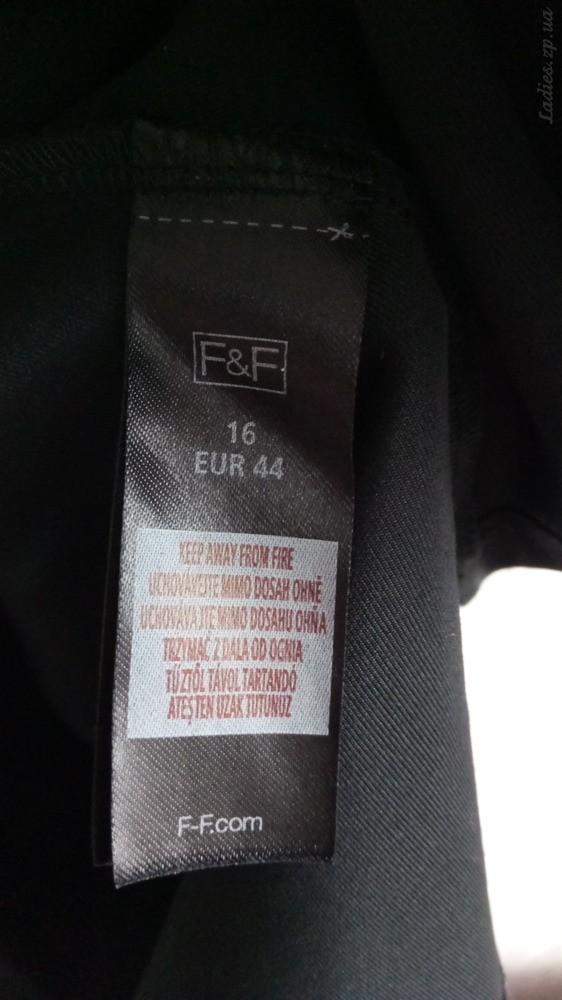 Ladies.zp.ua
F&F
16
EUR 44
KEEP AWAY FROM FIRE
UCHOVÁVEJTE MIMO DOSAH OHNĚ
UCHOVÁVAJTE MIMO DOSAHU OHŇA
TRZYMAĆ Z DALA OD OGNIA
TŰZTŐL TÁVOL TARTANDÓ
ATEŞTEN UZAK TUTUNUZ
F-F.com